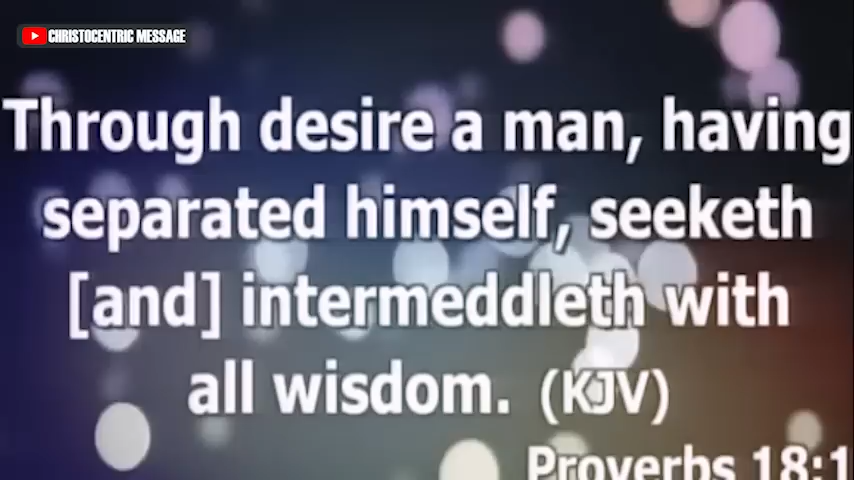 CHRISTOCENTRIC MESSAGE
Through desire a man, having
separated himself, seeketh
[and] intermeddleth with
all wisdom. (KJV)
Proverbs 18:1